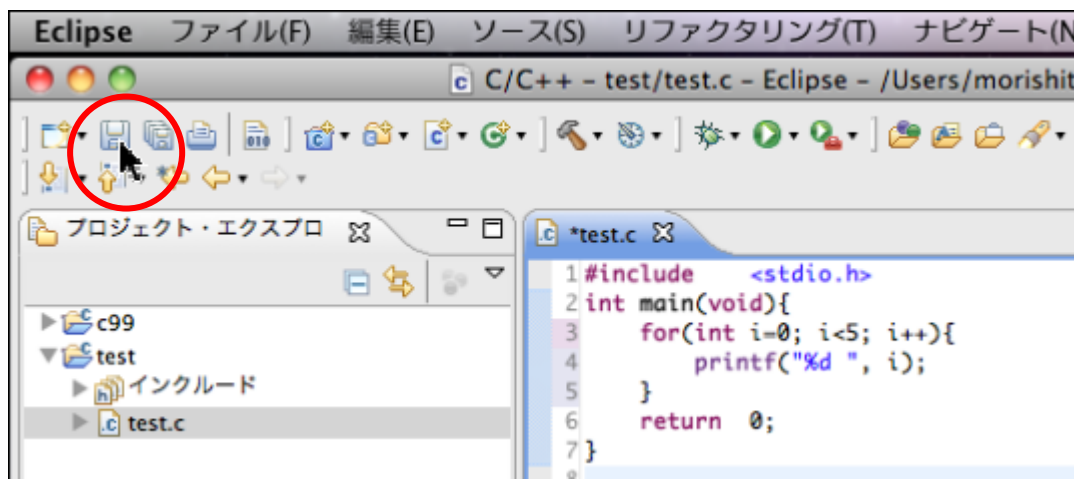 Eclipse ファイル(F) 編集(E) ソース(S) リファクタリング(T) ナビゲート(N
C/C++ – test/test.c – Eclipse – /Users/morishit
010
プロジェクト・エクスプロ
*test.c
1 #include <stdio.h>
2 int main(void){
3 for(int i=0; i<5; i++){
4 printf("%d ", i);
5 }
6 return 0;
7 }
8
c99
test
インクルード
.c test.c